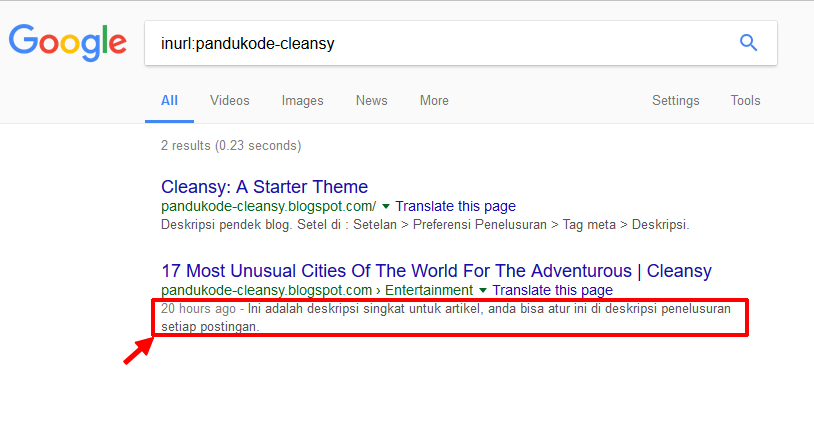 Google
inurl:pandukode-cleansy
All Videos Images News More Settings Tools
2 results (0.23 seconds)
Cleansy: A Starter Theme
pandukode-cleansy.blogspot.com/ Translate this page
Deskripsi pendek blog. Setel di : Setelan > Preferensi Penelusuran > Tag meta > Deskripsi.
17 Most Unusual Cities Of The World For The Adventurous | Cleansy
pandukode-cleansy.blogspot.com › Entertainment Translate this page
20 hours ago - Ini adalah deskripsi singkat untuk artikel, anda bisa atur ini di deskripsi penelusuran
setiap postingan.